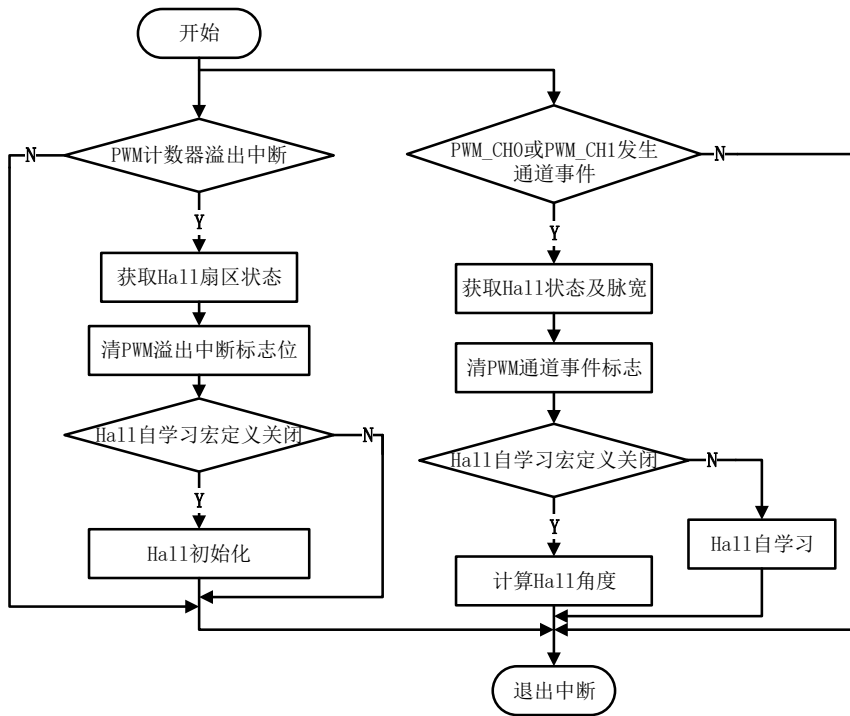 开始
PWM计数器溢出中断
N
Y
获取Hall扇区状态
清PWM溢出中断标志位
Hall自学习宏定义关闭
N
Y
Hall初始化
PWM_CH0或PWM_CH1发生
通道事件
N
Y
获取Hall状态及脉宽
清PWM通道事件标志
Hall自学习宏定义关闭
N
Y
Hall自学习
计算Hall角度
退出中断